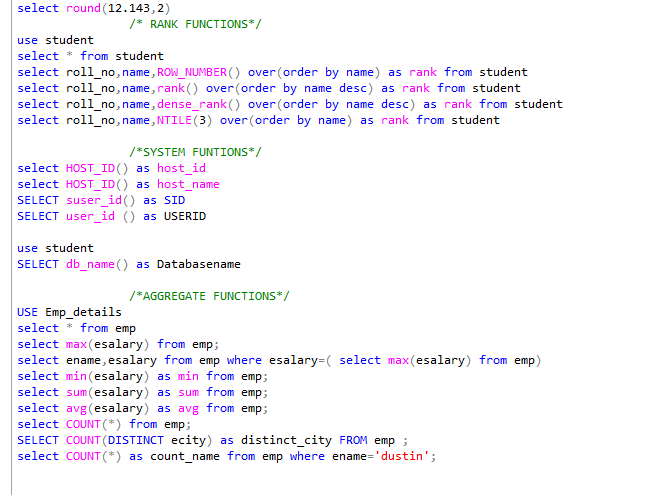 select round(12.143,2)
/* RANK FUNCTIONS*/
use student
select * from student
select roll_no,name,ROW_NUMBER() over(order by name) as rank from student
select roll_no,name,rank() over(order by name desc) as rank from student
select roll_no,name,dense_rank() over(order by name desc) as rank from student
select roll_no,name,NTILE(3) over(order by name) as rank from student
/*SYSTEM FUNTIONS*/
select HOST_ID() as host_id
select HOST_ID() as host_name
SELECT suser_id() as SID
SELECT user_id () as USERID
use student
SELECT db_name() as Databasename
/*AGGREGATE FUNCTIONS*/
USE Emp_details
select * from emp
select max(esalary) from emp;
select ename,esalary from emp where esalary=( select max(esalary) from emp)
select min(esalary) as min from emp;
select sum(esalary) as sum from emp;
select avg(esalary) as avg from emp;
select COUNT(*) from emp;
SELECT COUNT(DISTINCT ecity) as distinct_city FROM emp ;
select COUNT(*) as count_name from emp where ename='dustin';